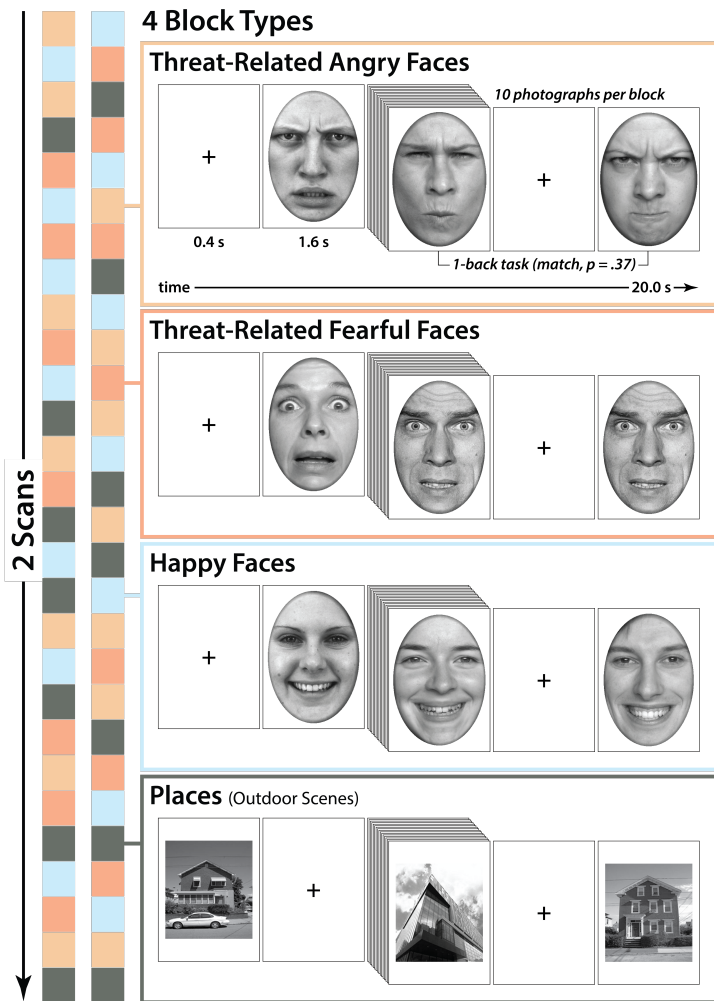 4 Block Types
Threat-Related Angry Faces
10 photographs per block
+
+
0.4 s
1.6 s
1-back task (match, p = .37)
time
20.0 s
Threat-Related Fearful Faces
+
+
2 Scans
Happy Faces
+
+
Places (Outdoor Scenes)
+
+